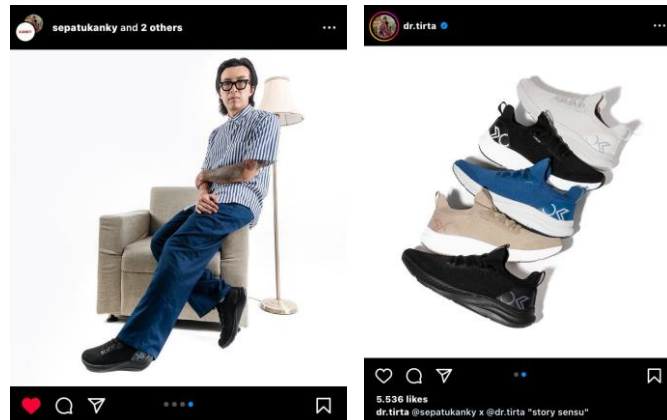 sepatukanky and 2 others
dr.tirta
5.536 likes
dr.tirta @sepatukanky x @dr.tirta "story sensu"